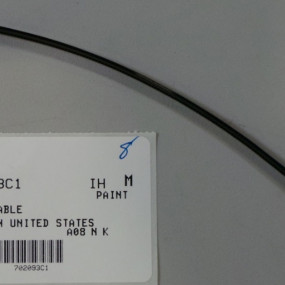 8
3C1 IH M
PAINT
ABLE
UNITED STATES
A08 N K
702093C1